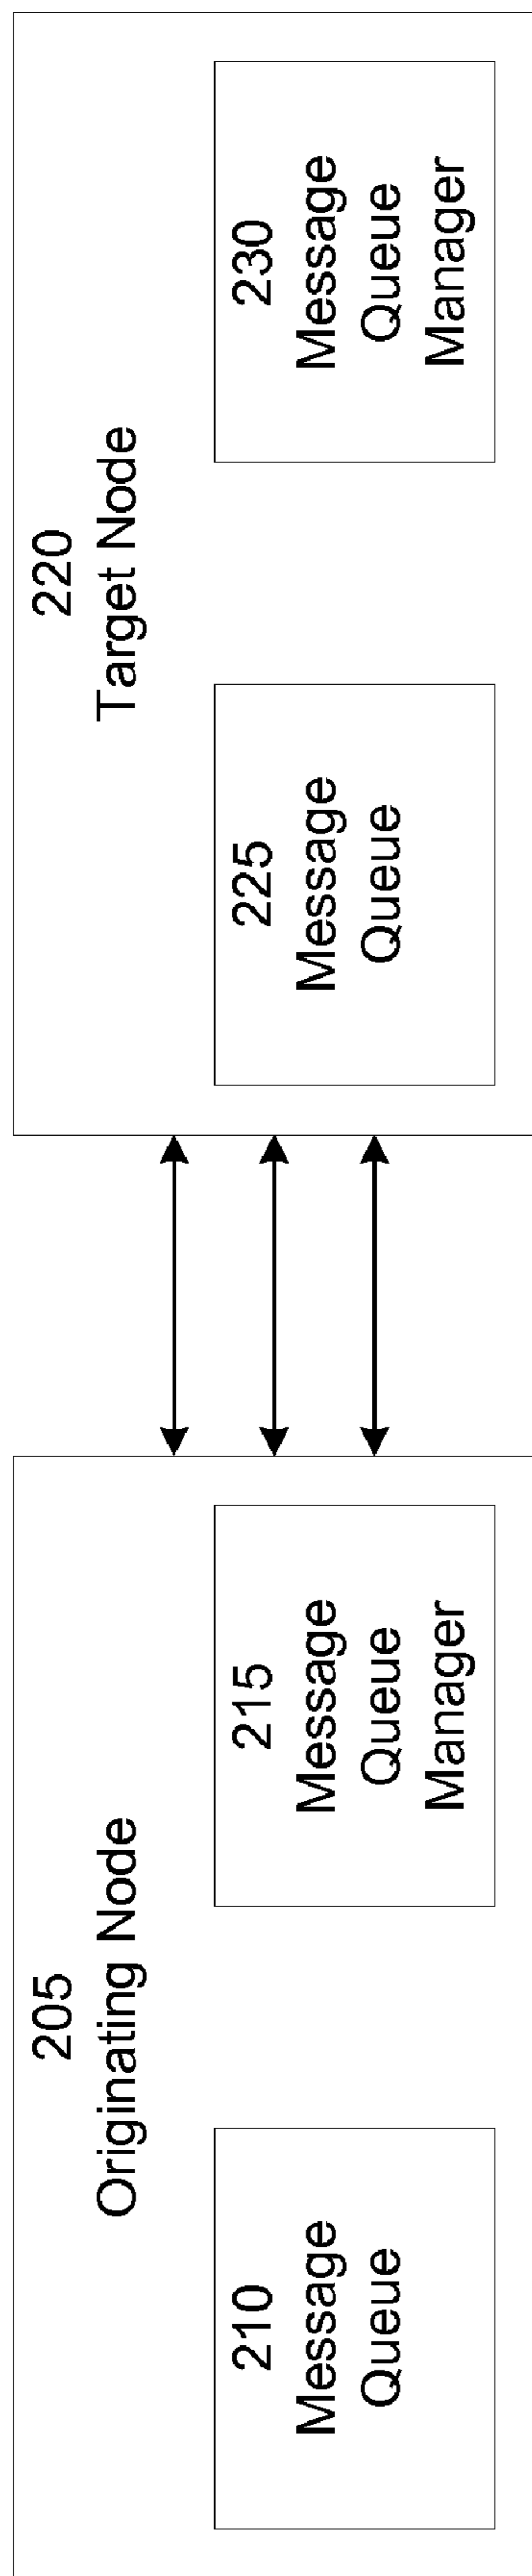 205
Originating Node
210
Message
Queue
215
Message
Queue
Manager
220
Target Node
225
Message
Queue
230
Message
Queue
Manager